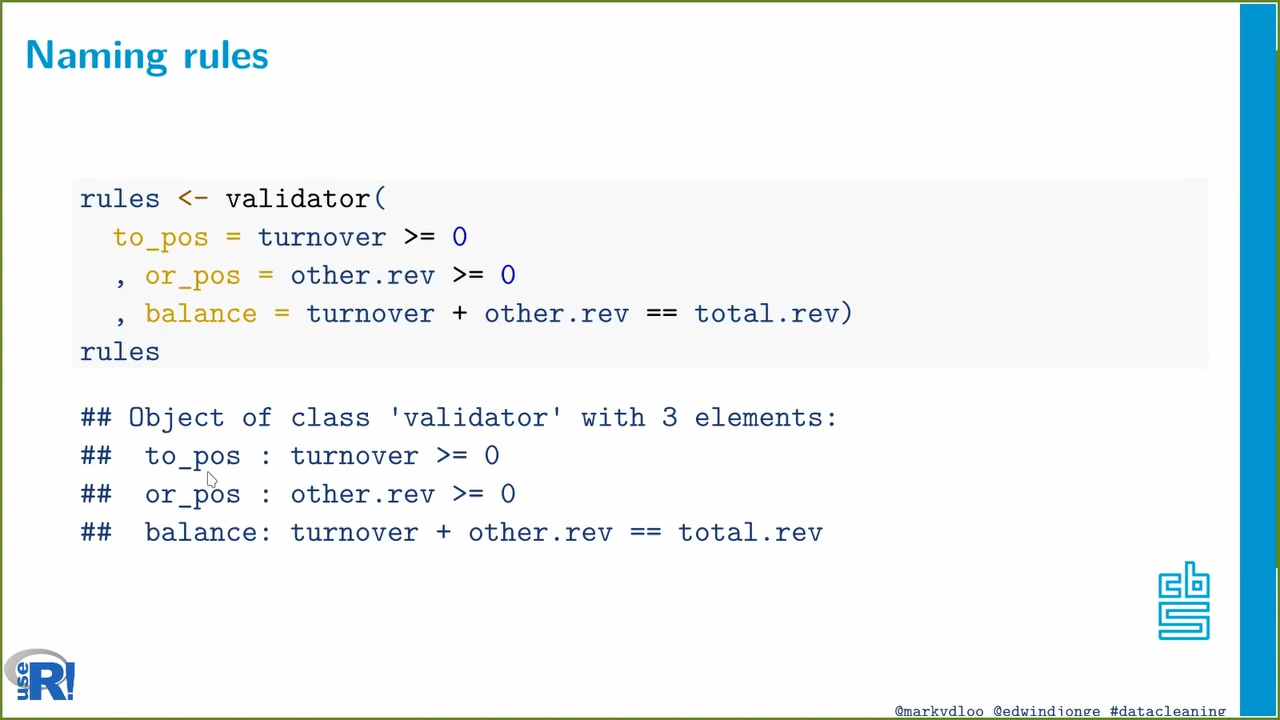 Naming rules
rules <- validator(
to_pos = turnover >= 0
, or_pos = other.rev >= 0
, balance = turnover + other.rev == total.rev)
rules
## Object of class 'validator' with 3 elements:
## to_pos : turnover >= 0
## or_pos : other.rev >= 0
## balance: turnover + other.rev == total.rev
cbs
useR!
@markvdloo @edwindjonge #datacleaning